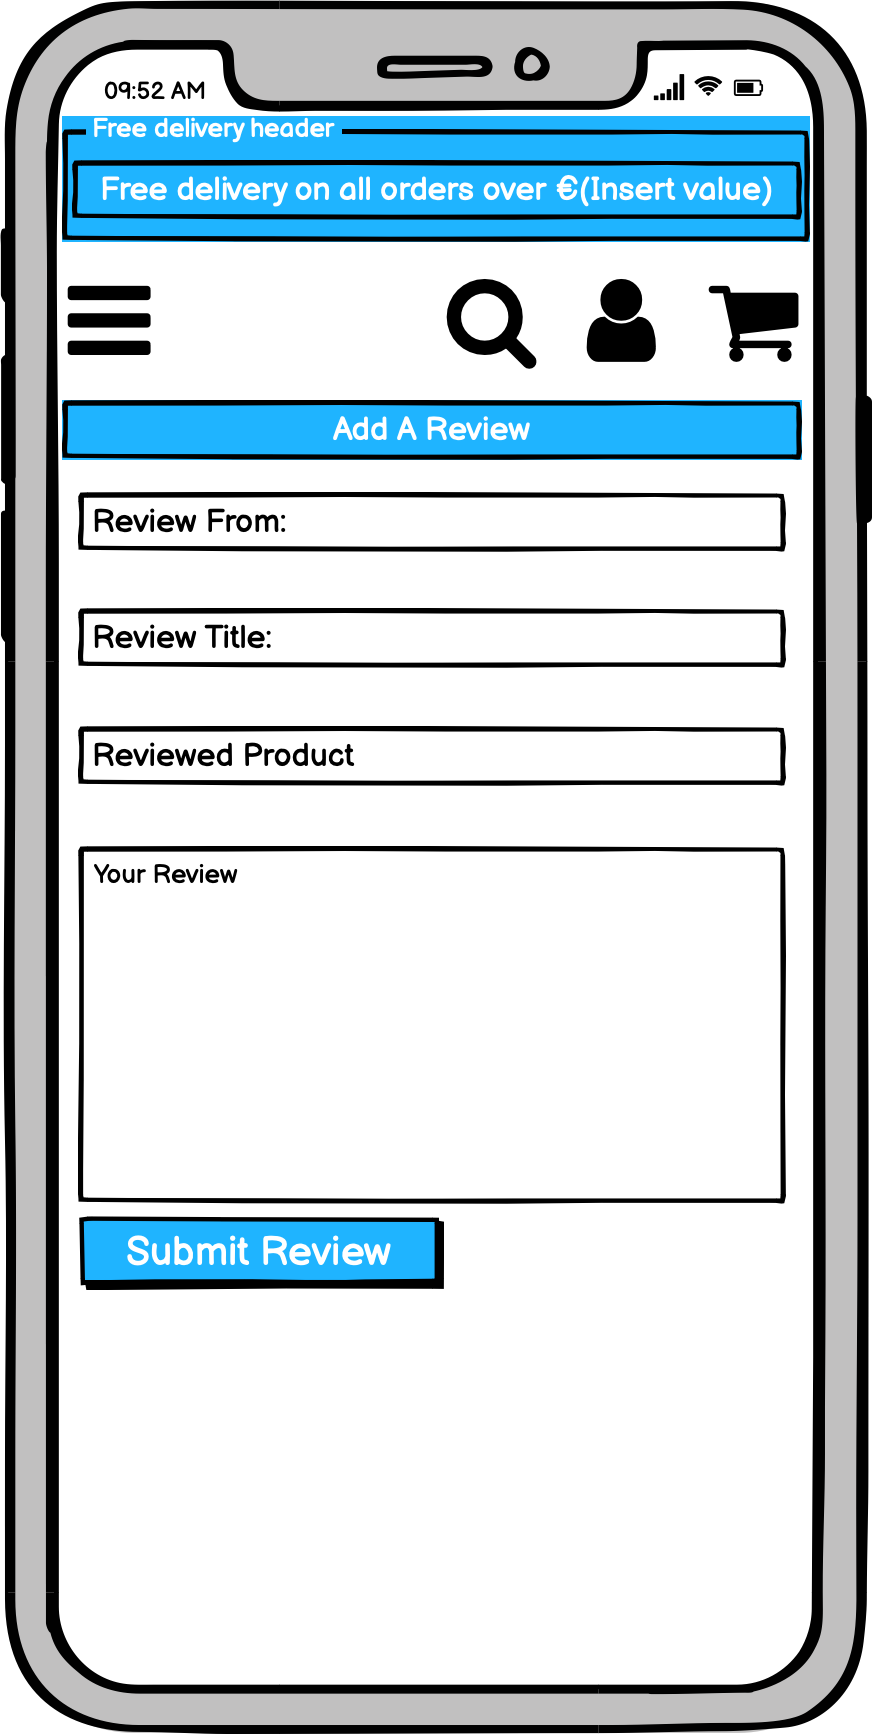 09:52 AM
Free delivery header
Free delivery on all orders over €(Insert value)
Add A Review
Review From:
Review Title:
Reviewed Product
Your Review
Submit Review